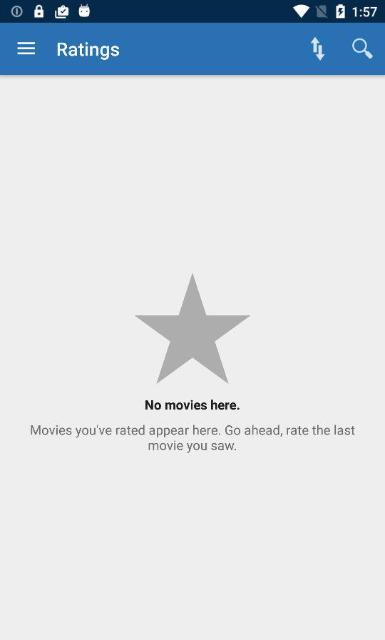 1:57
Ratings
No movies here.
Movies you've rated appear here. Go ahead, rate the last
movie you saw.